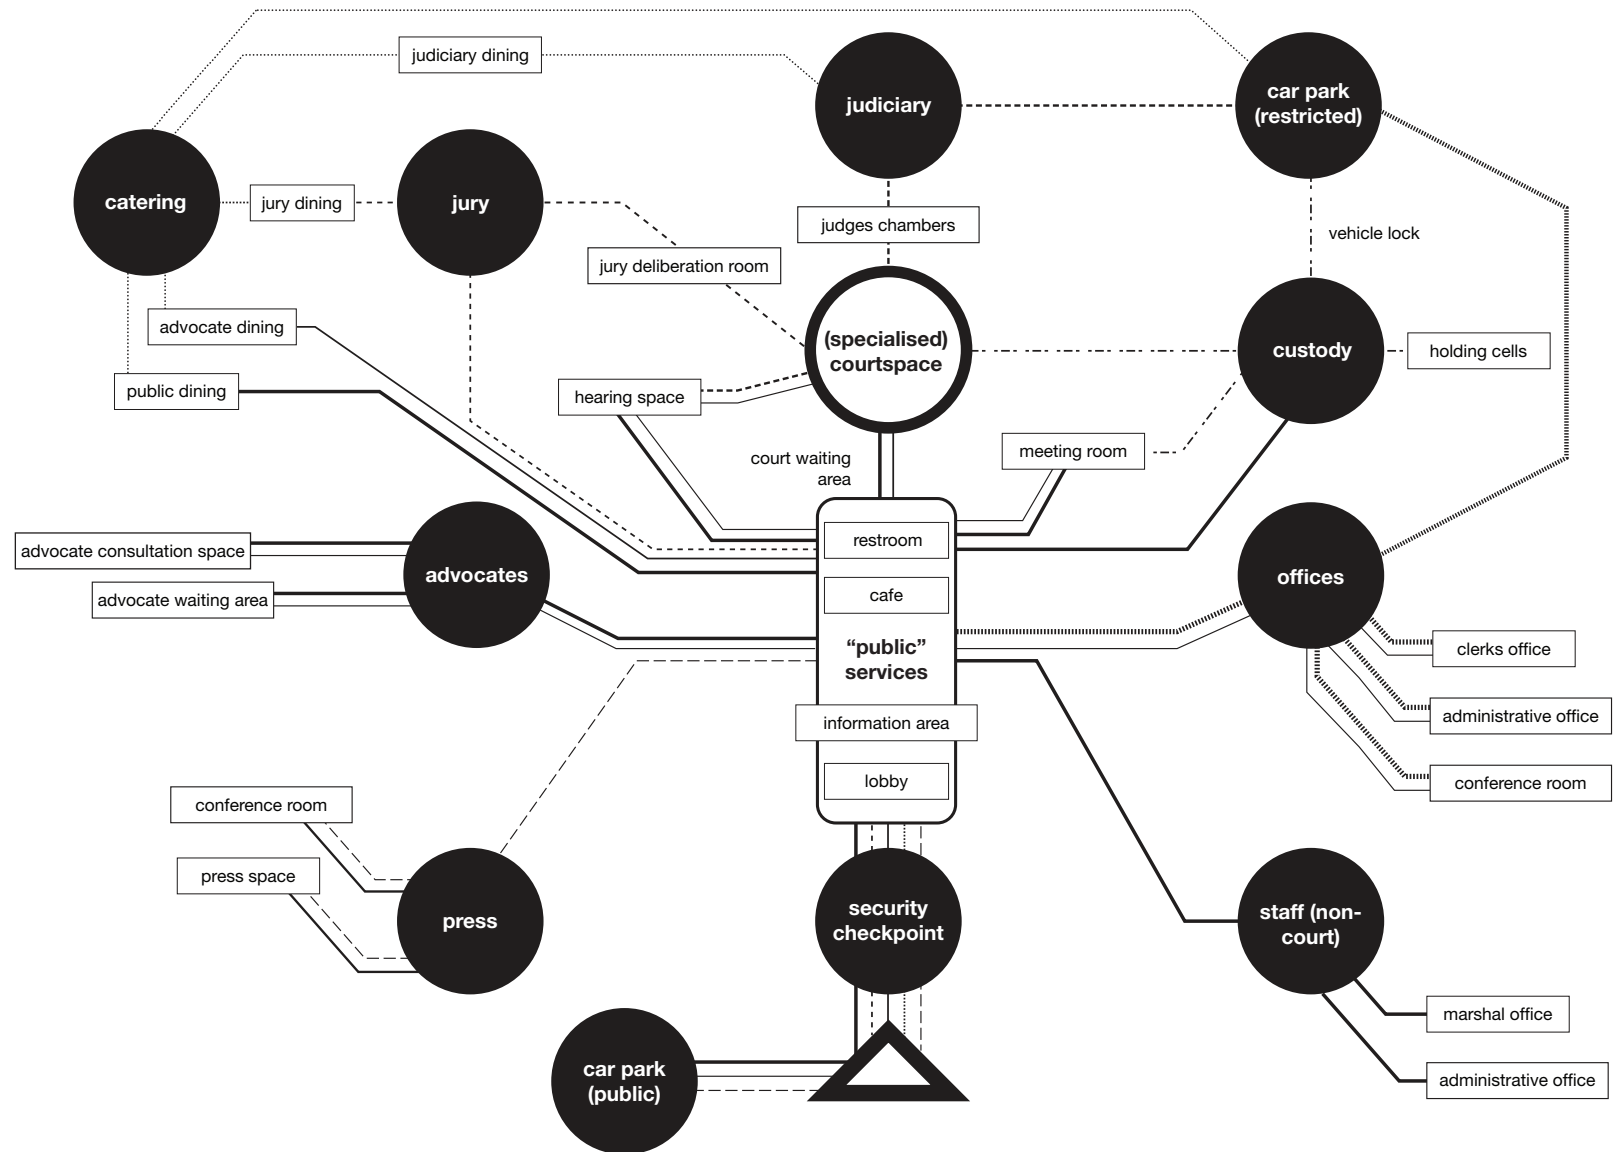 judiciary dining
judiciary
car park
(restricted)
catering
jury dining
jury
judges chambers
vehicle lock
jury deliberation room
advocate dining
(specialised)
courtspace
custody
holding cells
public dining
hearing space
court waiting
area
meeting room
restroom
advocate consultation space
advocates
advocate waiting area
cafe
offices
“public”
services
clerks office
information area
administrative office
lobby
conference room
conference room
press space
press
security
checkpoint
staff (non-
court)
marshal office
car park
(public)
administrative office